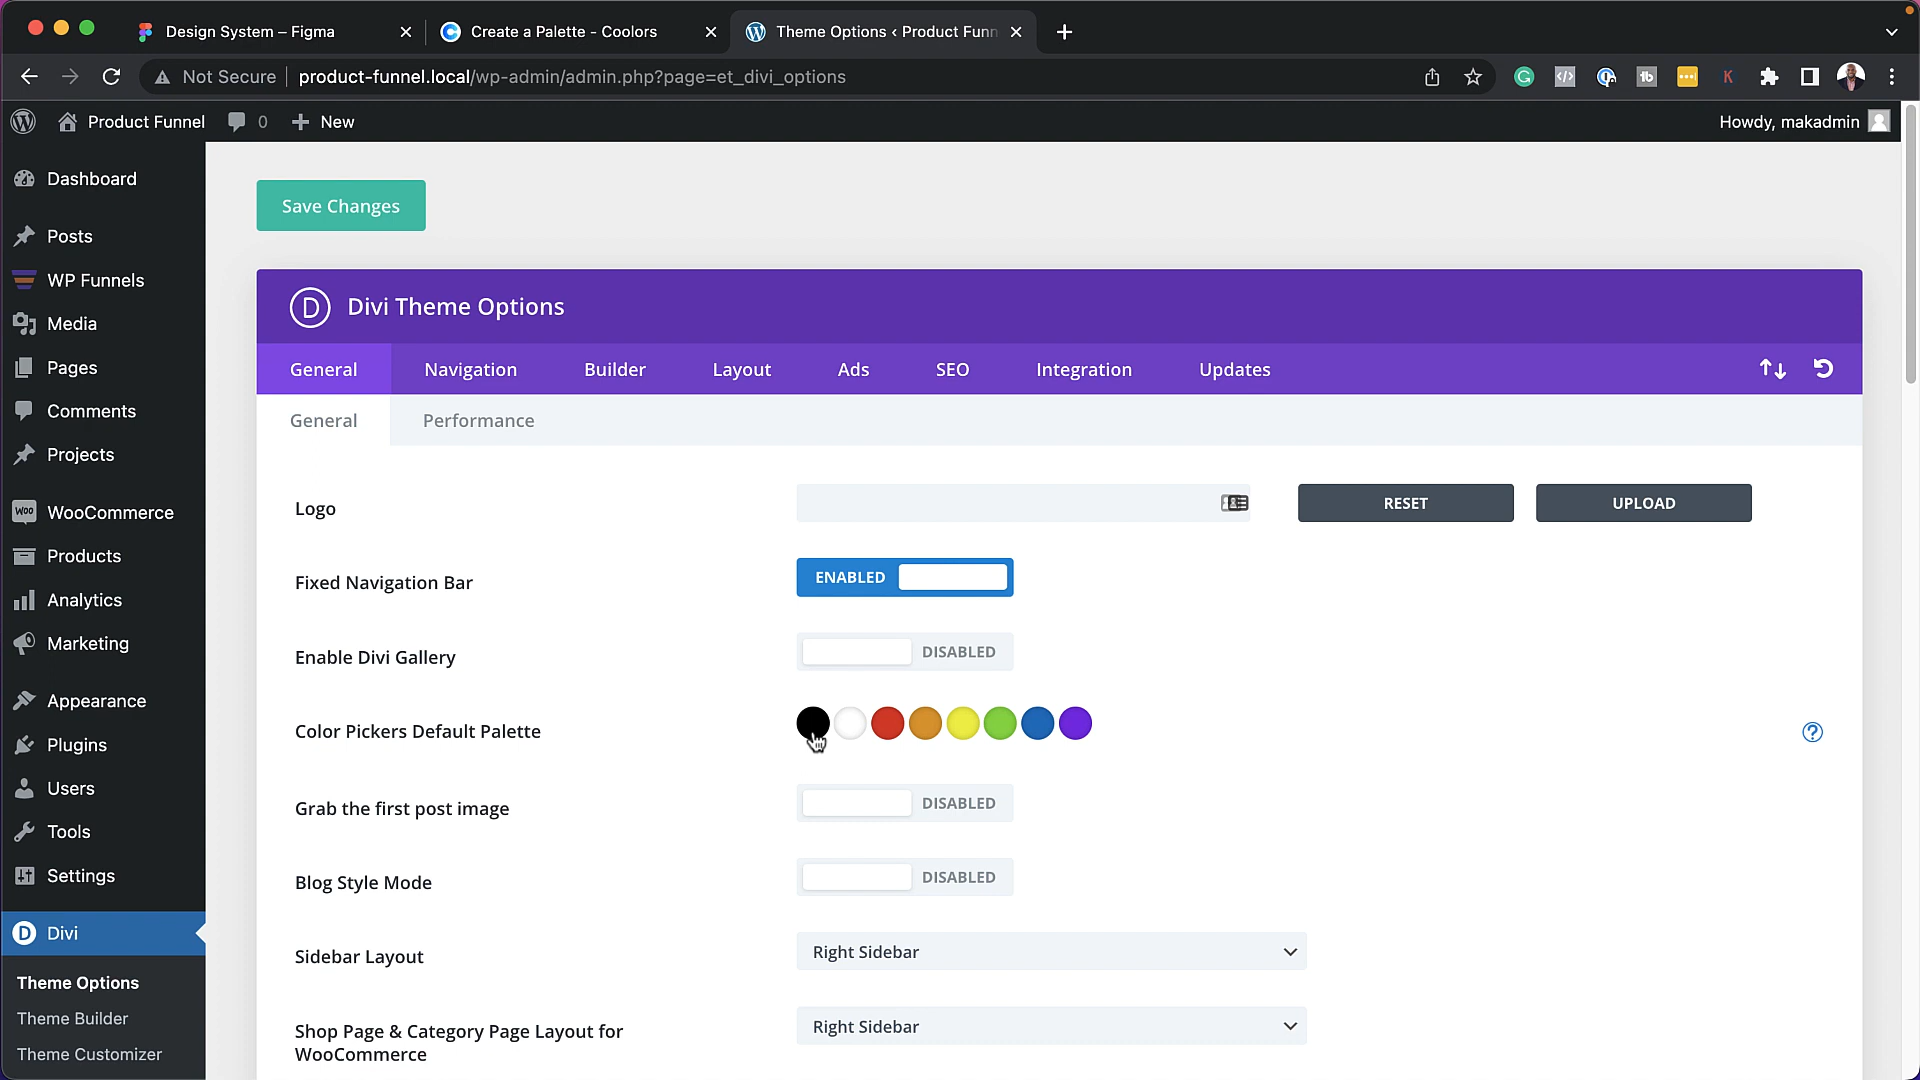 Design System – Figma
Create a Palette - Coolors
Theme Options ‹ Product Funn
Not Secure
product-funnel.local/wp-admin/admin.php?page=et_divi_options
Product Funnel
0
New
Howdy, makadmin
Dashboard
Posts
WP Funnels
Media
Pages
Comments
Projects
WooCommerce
Products
Analytics
Marketing
Appearance
Plugins
Users
Tools
Settings
Divi
Theme Options
Theme Builder
Theme Customizer
Save Changes
Divi Theme Options
General
Navigation
Builder
Layout
Ads
SEO
Integration
Updates
General
Performance
Logo
RESET
UPLOAD
Fixed Navigation Bar
ENABLED
Enable Divi Gallery
DISABLED
Color Pickers Default Palette
Grab the first post image
DISABLED
Blog Style Mode
DISABLED
Sidebar Layout
Right Sidebar
Shop Page & Category Page Layout for
WooCommerce
Right Sidebar